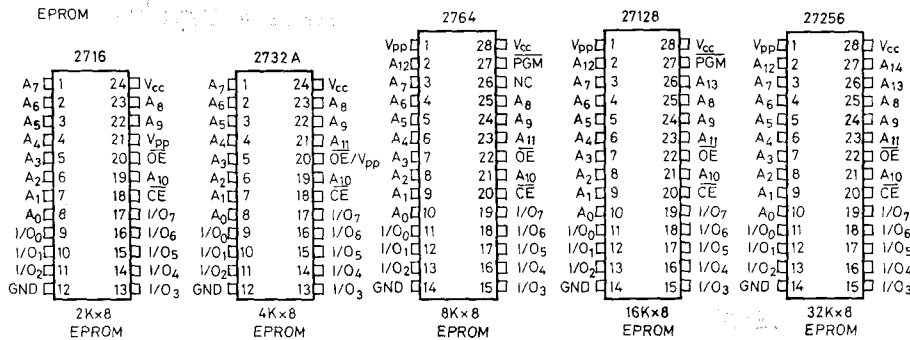 EPROM
2716
A7 1 24 Vcc
A6 2 23 A8
A5 3 22 A9
A4 4 21 Vpp
A3 5 20 OE
A2 6 19 A10
A1 7 18 CE
A0 8 17 I/O7
I/O0 9 16 I/O6
I/O1 10 15 I/O5
I/O2 11 14 I/O4
GND 12 13 I/O3
2K×8
EPROM
2732A
A7 1 24 Vcc
A6 2 23 A8
A5 3 22 A9
A4 4 21 A11
A3 5 20 OE/Vpp
A2 6 19 A10
A1 7 18 CE
A0 8 17 I/O7
I/O0 9 16 I/O6
I/O1 10 15 I/O5
I/O2 11 14 I/O4
GND 12 13 I/O3
4K×8
EPROM
2764
Vpp 1 28 Vcc
A12 2 27 PGM
A7 3 26 NC
A6 4 25 A8
A5 5 24 A9
A4 6 23 A11
A3 7 22 OE
A2 8 21 A10
A1 9 20 CE
A0 10 19 I/O7
I/O0 11 18 I/O6
I/O1 12 17 I/O5
I/O2 13 16 I/O4
GND 14 15 I/O3
8K×8
EPROM
27128
Vpp 1 28 Vcc
A12 2 27 PGM
A7 3 26 A13
A6 4 25 A8
A5 5 24 A9
A4 6 23 A11
A3 7 22 OE
A2 8 21 A10
A1 9 20 CE
A0 10 19 I/O7
I/O0 11 18 I/O6
I/O1 12 17 I/O5
I/O2 13 16 I/O4
GND 14 15 I/O3
16K×8
EPROM
27256
Vpp 1 28 Vcc
A12 2 27 A14
A7 3 26 A13
A6 4 25 A8
A5 5 24 A9
A4 6 23 A11
A3 7 22 OE
A2 8 21 A10
A1 9 20 CE
A0 10 19 I/O7
I/O0 11 18 I/O6
I/O1 12 17 I/O5
I/O2 13 16 I/O4
GND 14 15 I/O3
32K×8
EPROM